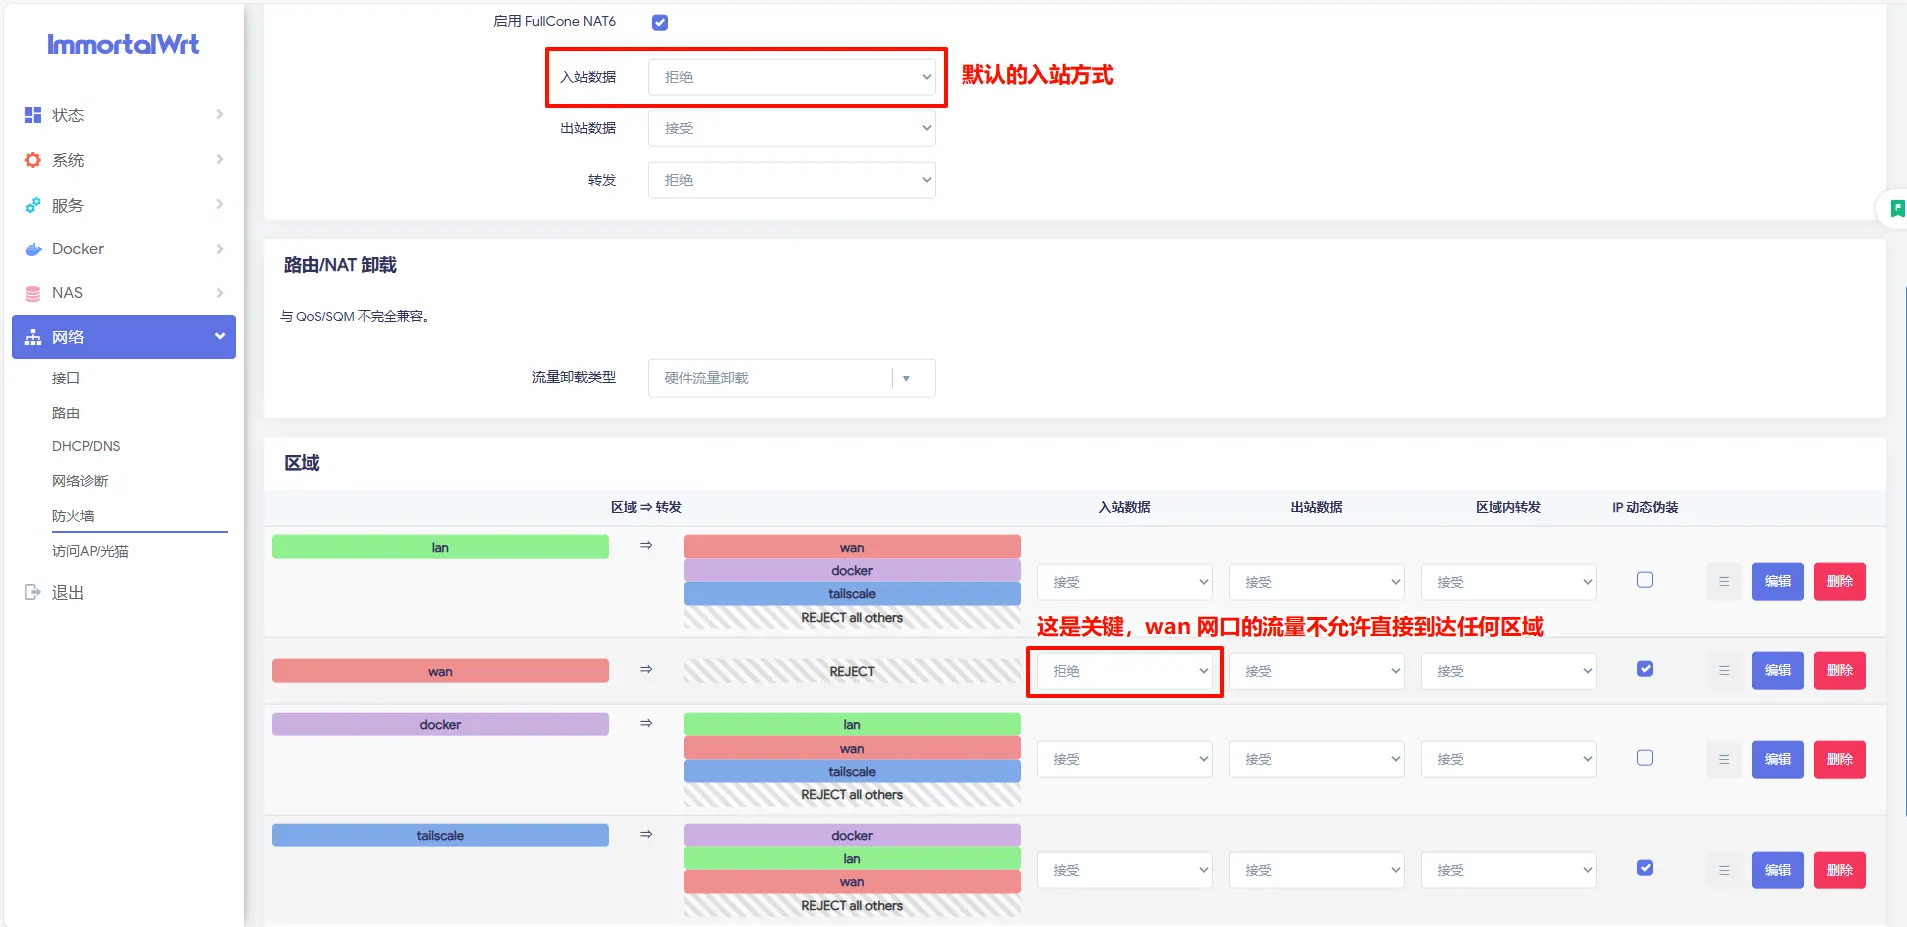 ImmortalWrt
状态
系统
服务
Docker
NAS
网络
接口
路由
DHCP/DNS
网络诊断
防火墙
访问AP/光猫
退出
启用 FullCone NAT6
入站数据 拒绝 默认的入站方式
出站数据 接受
转发 拒绝
路由/NAT 卸载
与 QoS/SQM 不完全兼容。
流量卸载类型 硬件流量卸载
区域
区域 ⇒ 转发 入站数据 出站数据 区域内转发 IP 动态伪装
lan ⇒ wan
docker
tailscale
REJECT all others
接受 接受 接受 编辑 删除
这是关键，wan 网口的流量不允许直接到达任何区域
wan ⇒ REJECT 拒绝 接受 接受 编辑 删除
docker ⇒ lan
wan
tailscale
REJECT all others
接受 接受 接受 编辑 删除
tailscale ⇒ docker
lan
wan
REJECT all others
接受 接受 接受 编辑 删除